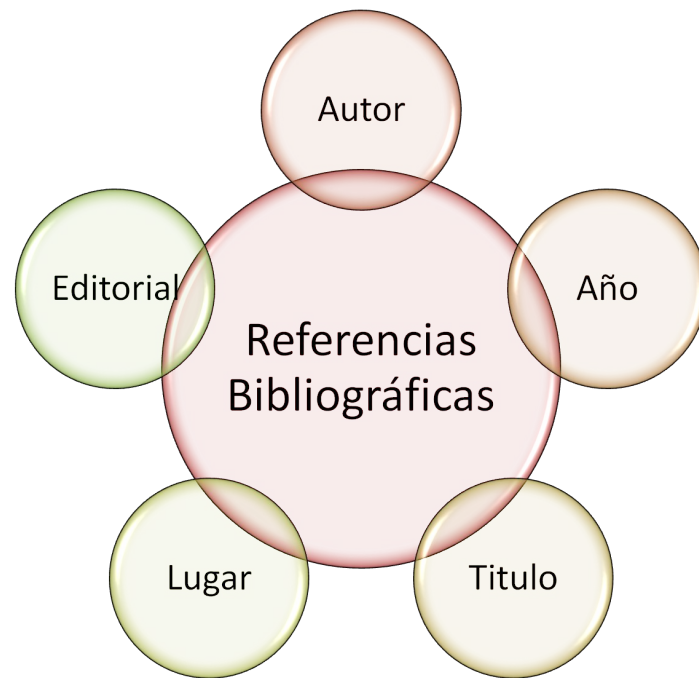 Autor
Editorial
Año
Referencias
Bibliográficas
Lugar
Titulo